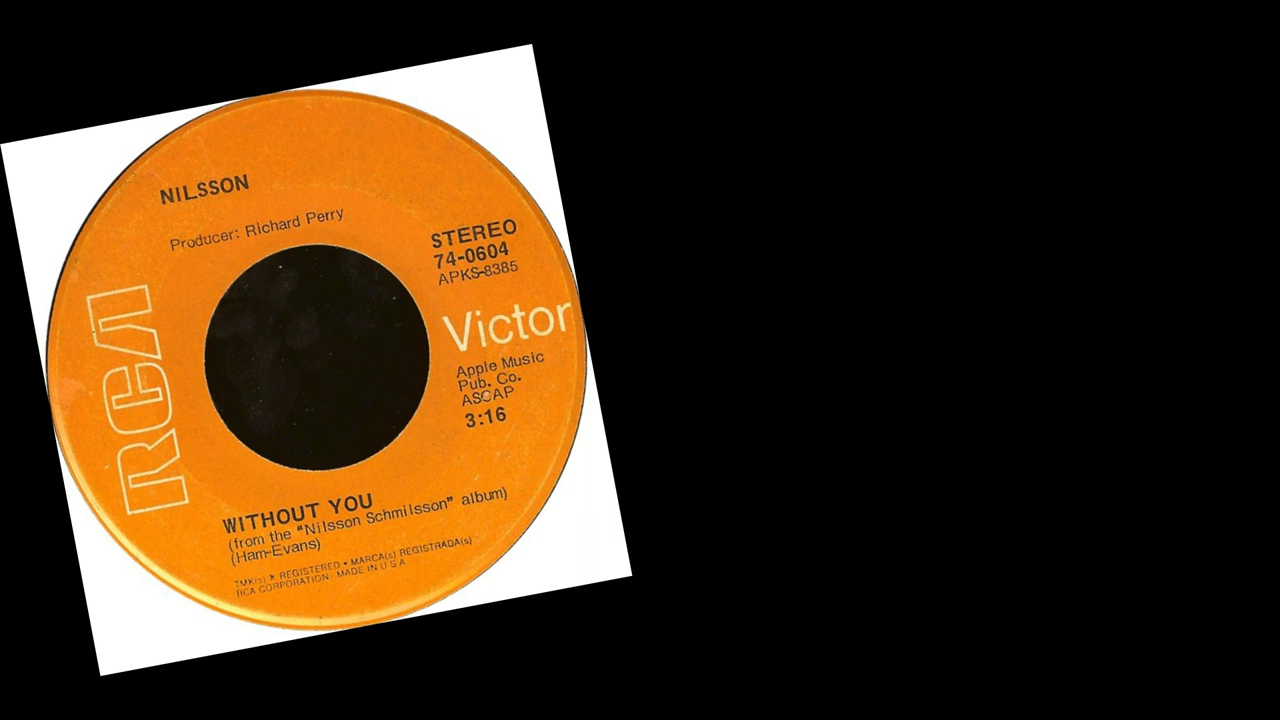 NILSSON
Producer: Richard Perry
STEREO
74-0604
APKS-8385
RCA
Victor
Apple Music
Pub. Co.
ASCAP
3:16
WITHOUT YOU
(from the "Nilsson Schmilsson" album)
(Ham-Evans)
TMK(s) ® REGISTERED • MARCA(s) REGISTRADA(s)
RCA CORPORATION- MADE IN U S A